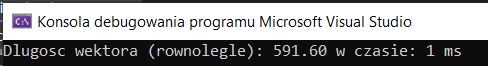 Konsola debugowania programu Microsoft Visual Studio
Dlugosc wektora (rownolegle): 591.60 w czasie: 1 ms